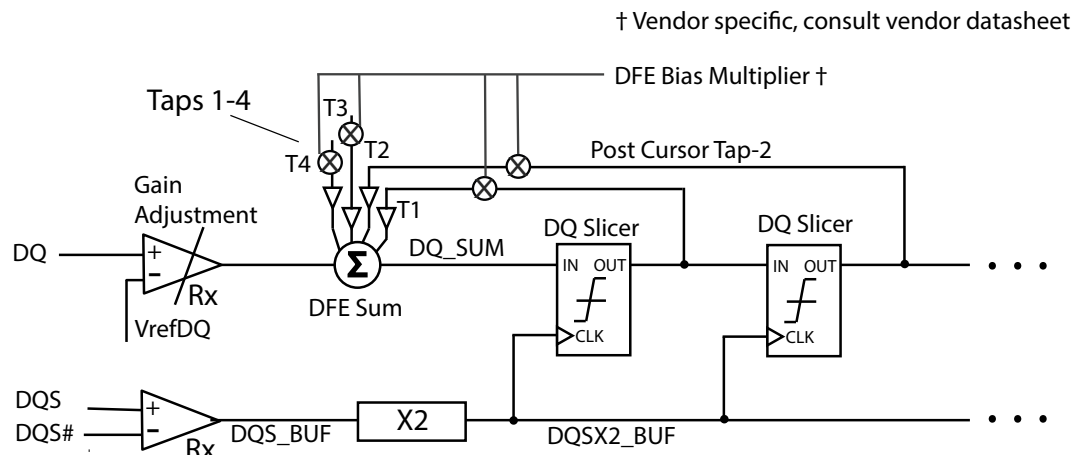 † Vendor specific, consult vendor datasheet
DFE Bias Multiplier †
Taps 1-4
T3
T4
T2
Post Cursor Tap-2
Gain
Adjustment
T1
DQ Slicer
DQ Slicer
DQ
+
−
Rx
Σ
DQ_SUM
IN OUT
IN OUT
DFE Sum
VrefDQ
CLK
CLK
DQS
DQS#
+
−
Rx
DQS_BUF
X2
DQSX2_BUF